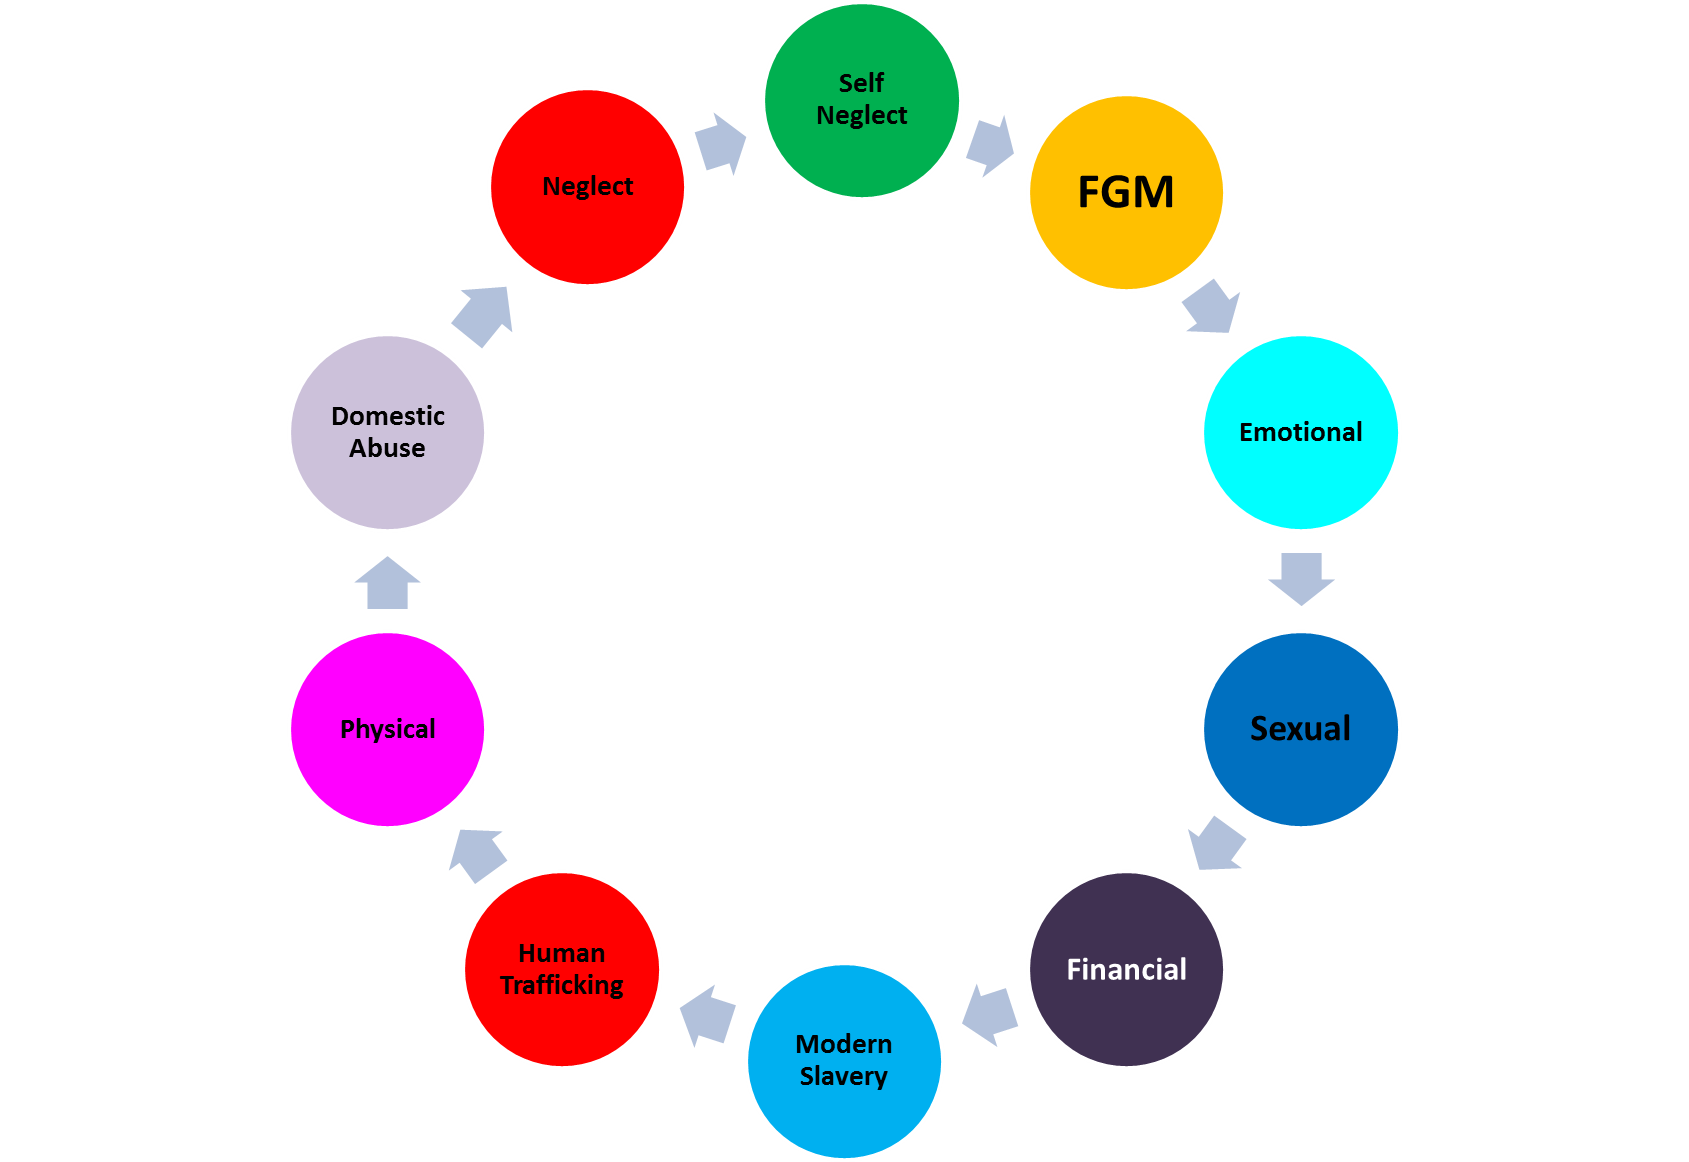 Self
Neglect
FGM
Emotional
Sexual
Financial
Modern
Slavery
Human
Trafficking
Physical
Domestic
Abuse
Neglect